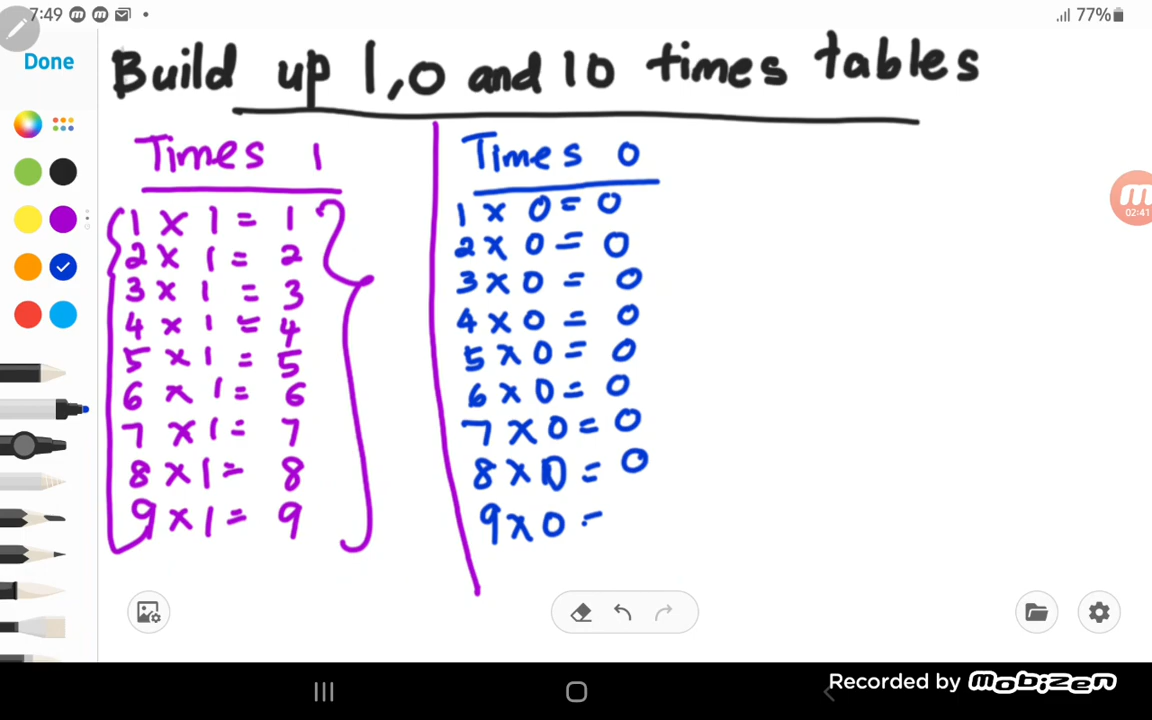 7:49
77%
Done
Build up 1,0 and 10 times tables
Times 1
1 x 1 = 1
2 x 1 = 2
3 x 1 = 3
4 x 1 = 4
5 x 1 = 5
6 x 1 = 6
7 x 1 = 7
8 x 1 = 8
9 x 1 = 9
Times 0
1 x 0 = 0
2 x 0 = 0
3 x 0 = 0
4 x 0 = 0
5 x 0 = 0
6 x 0 = 0
7 x 0 = 0
8 x 0 = 0
9 x 0 =
02:41
Recorded by mobizen